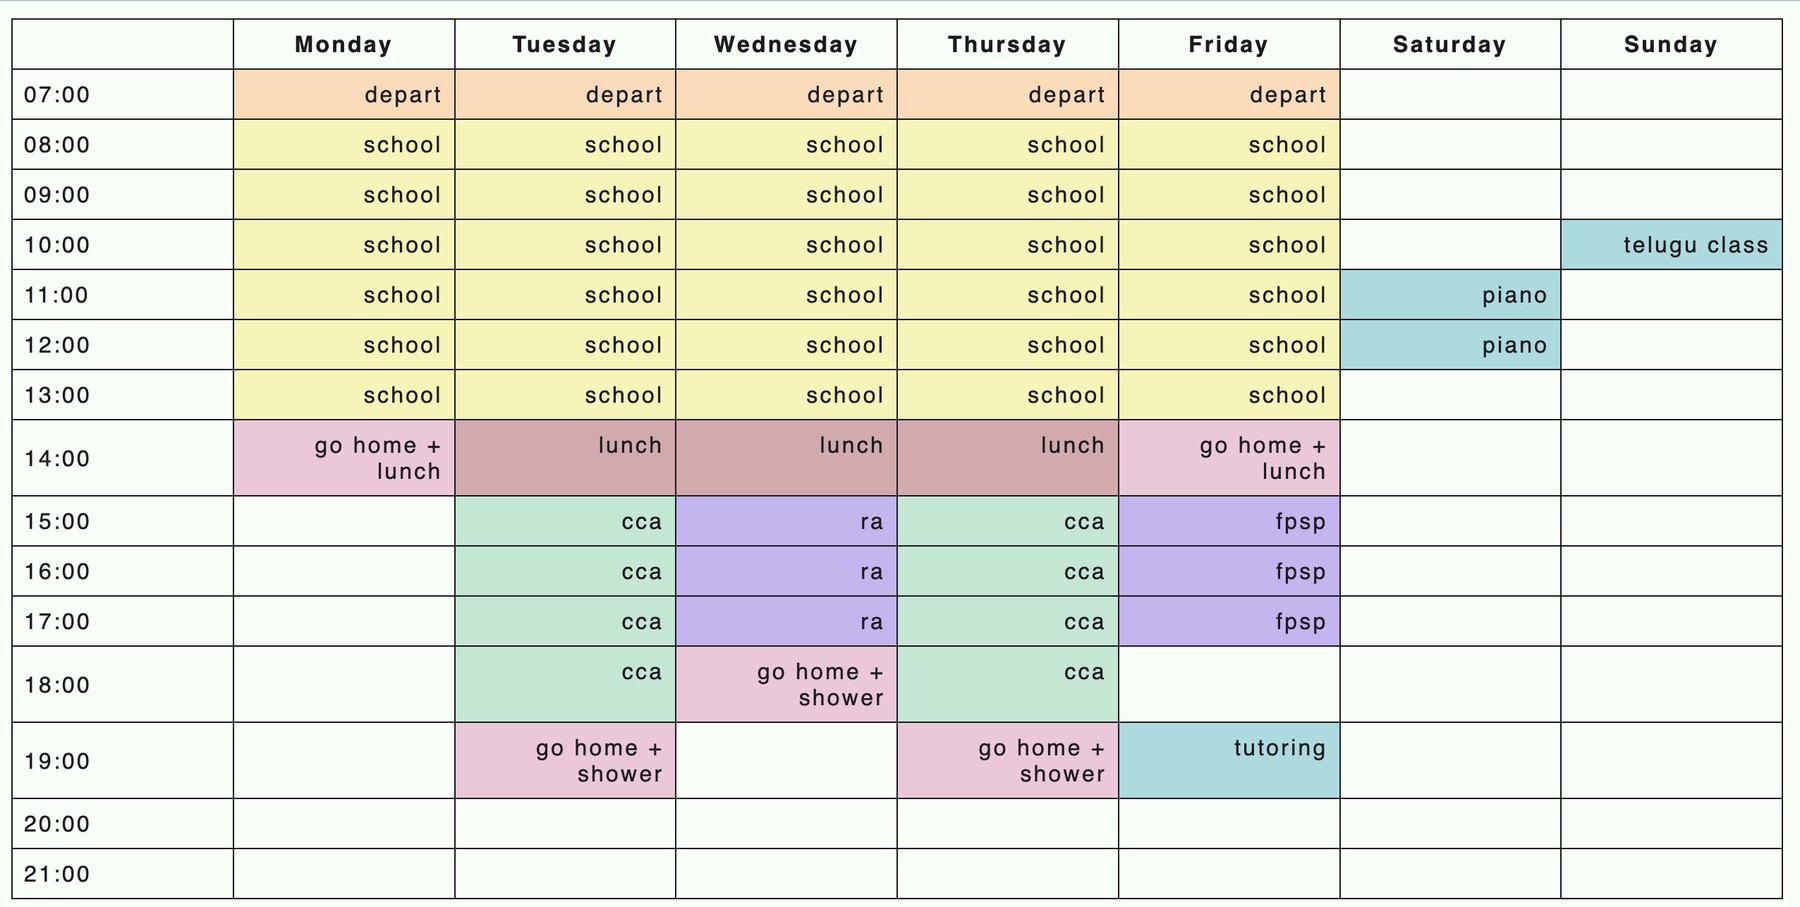 Monday Tuesday Wednesday Thursday Friday Saturday Sunday
07:00 depart depart depart depart depart
08:00 school school school school school
09:00 school school school school school
10:00 school school school school school telugu class
11:00 school school school school school piano
12:00 school school school school school piano
13:00 school school school school school
14:00 go home + lunch lunch lunch lunch go home + lunch
15:00 cca ra cca fpsp
16:00 cca ra cca fpsp
17:00 cca ra cca fpsp
18:00 cca go home + shower cca
19:00 go home + shower go home + shower tutoring
20:00
21:00